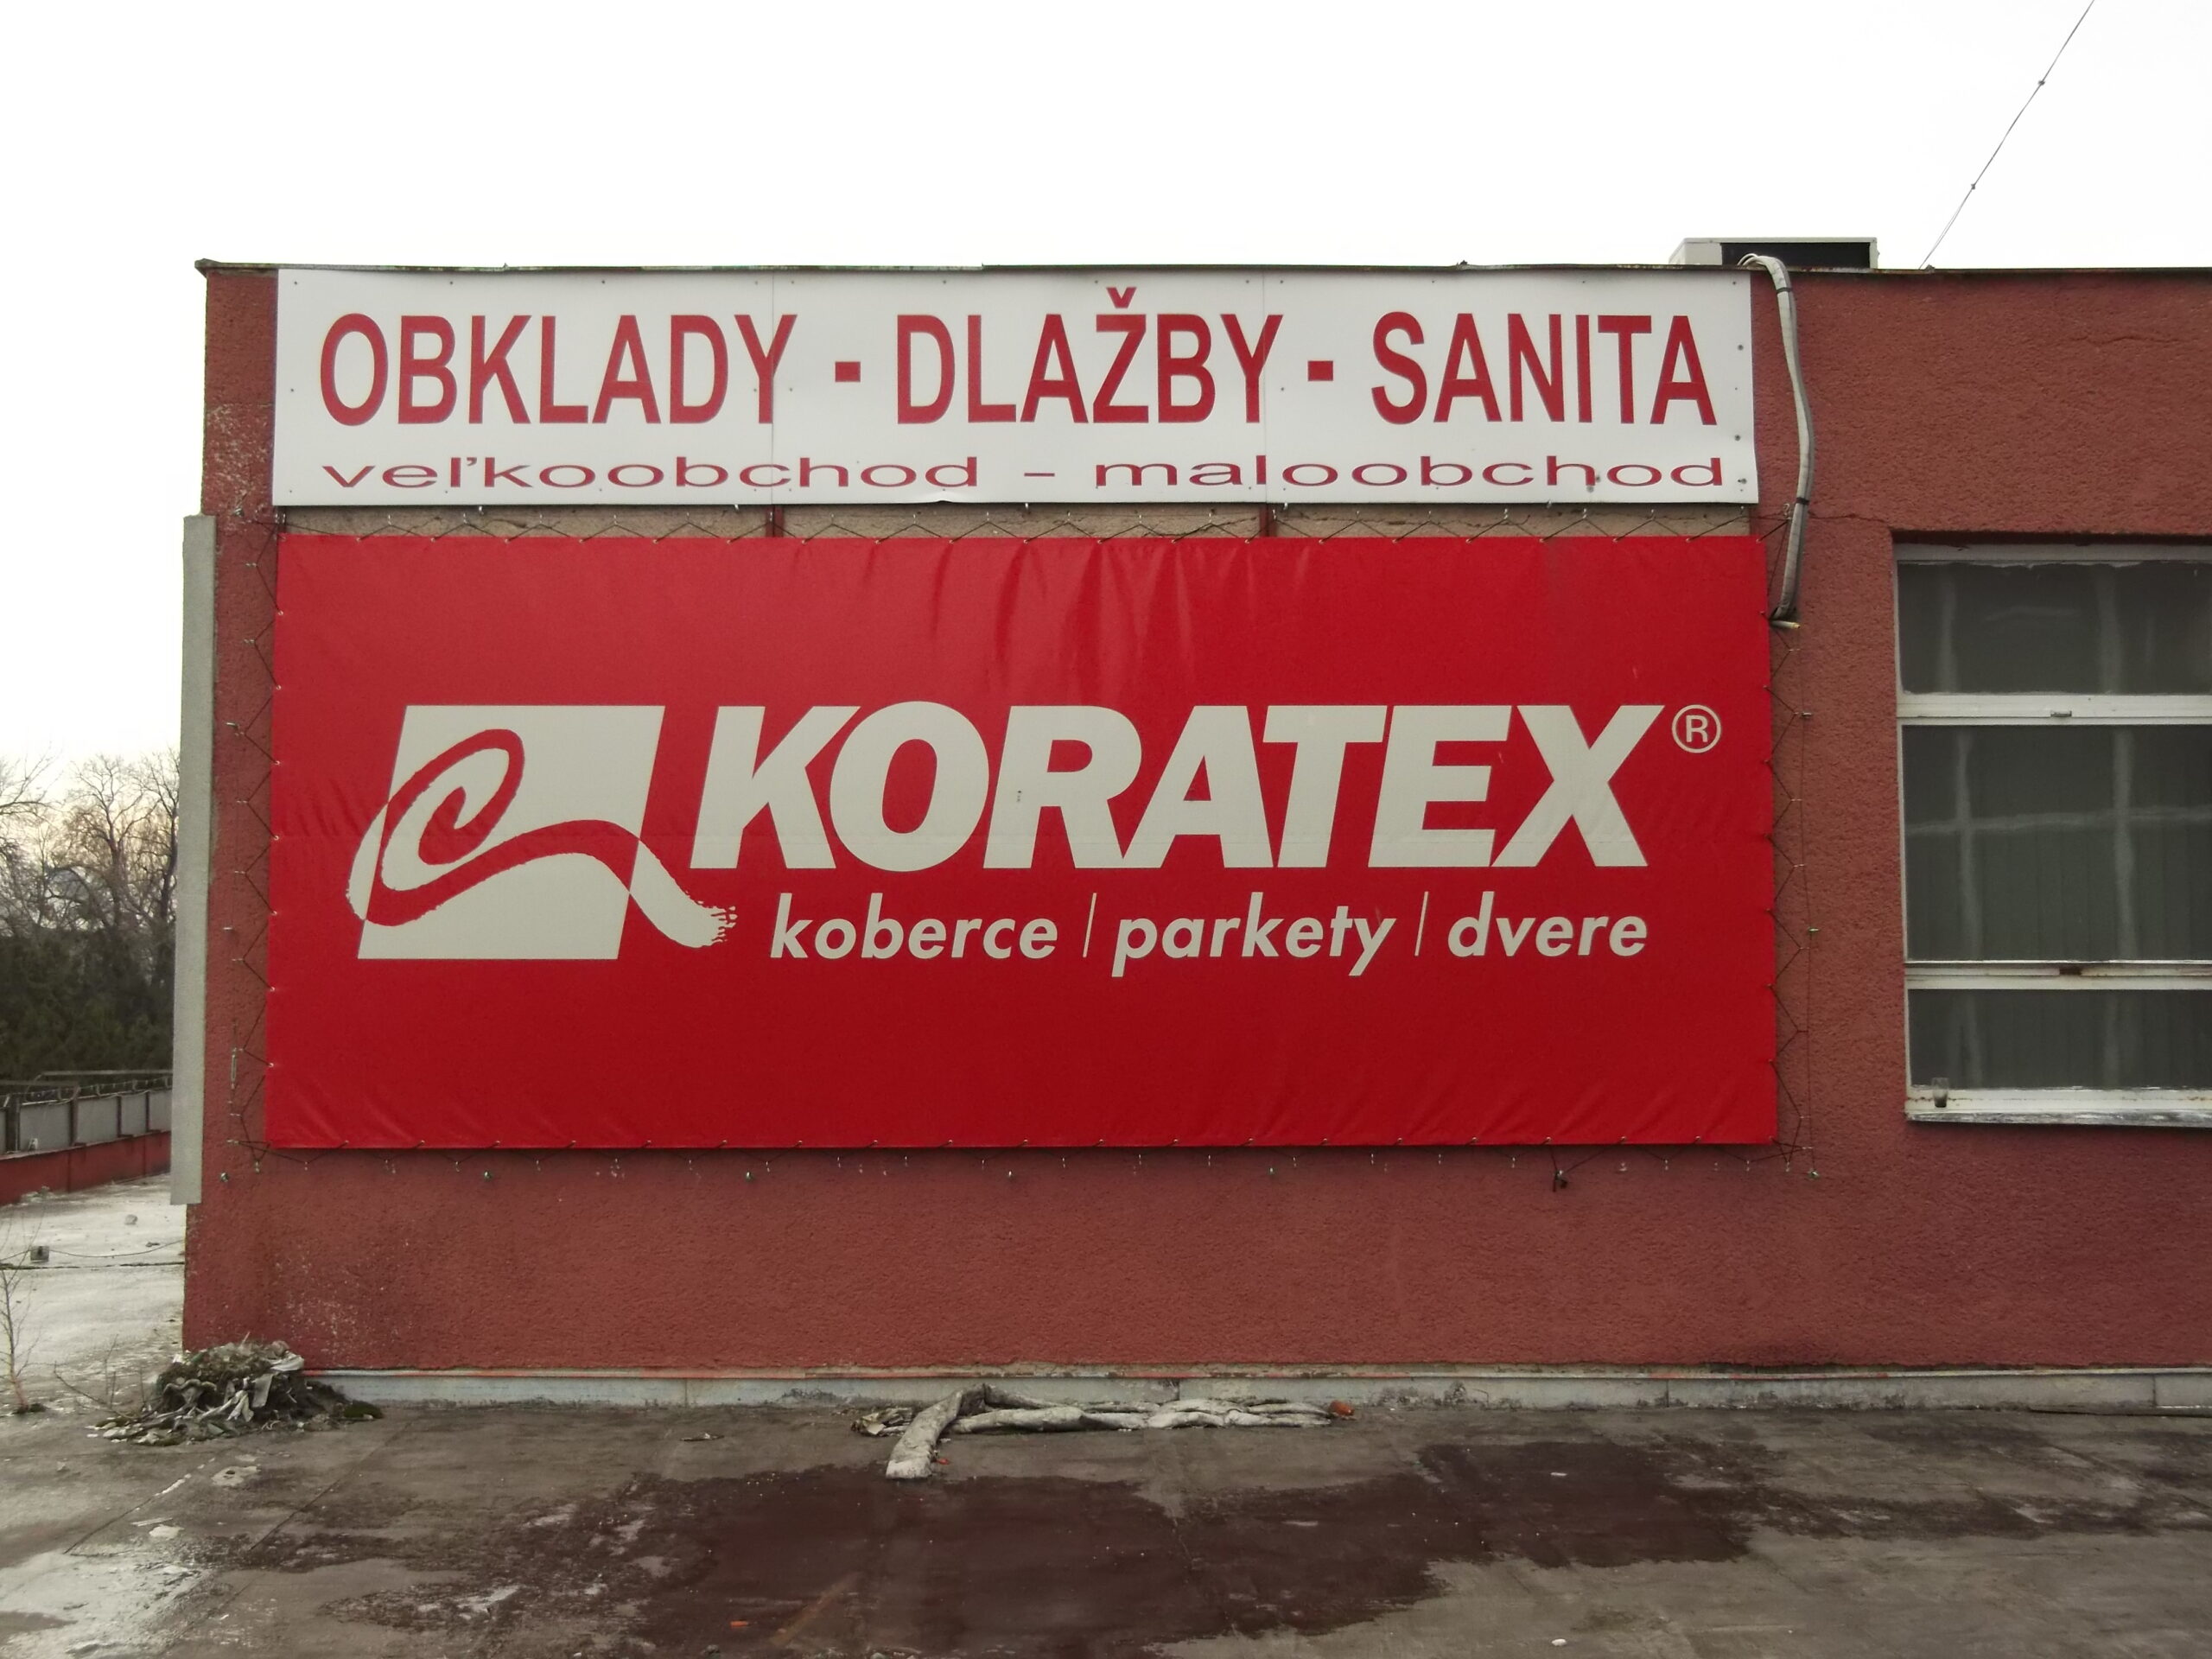 OBKLADY - DLAŽBY - SANITA
veľkoobchod - maloobchod
KORATEX®
koberce | parkety | dvere